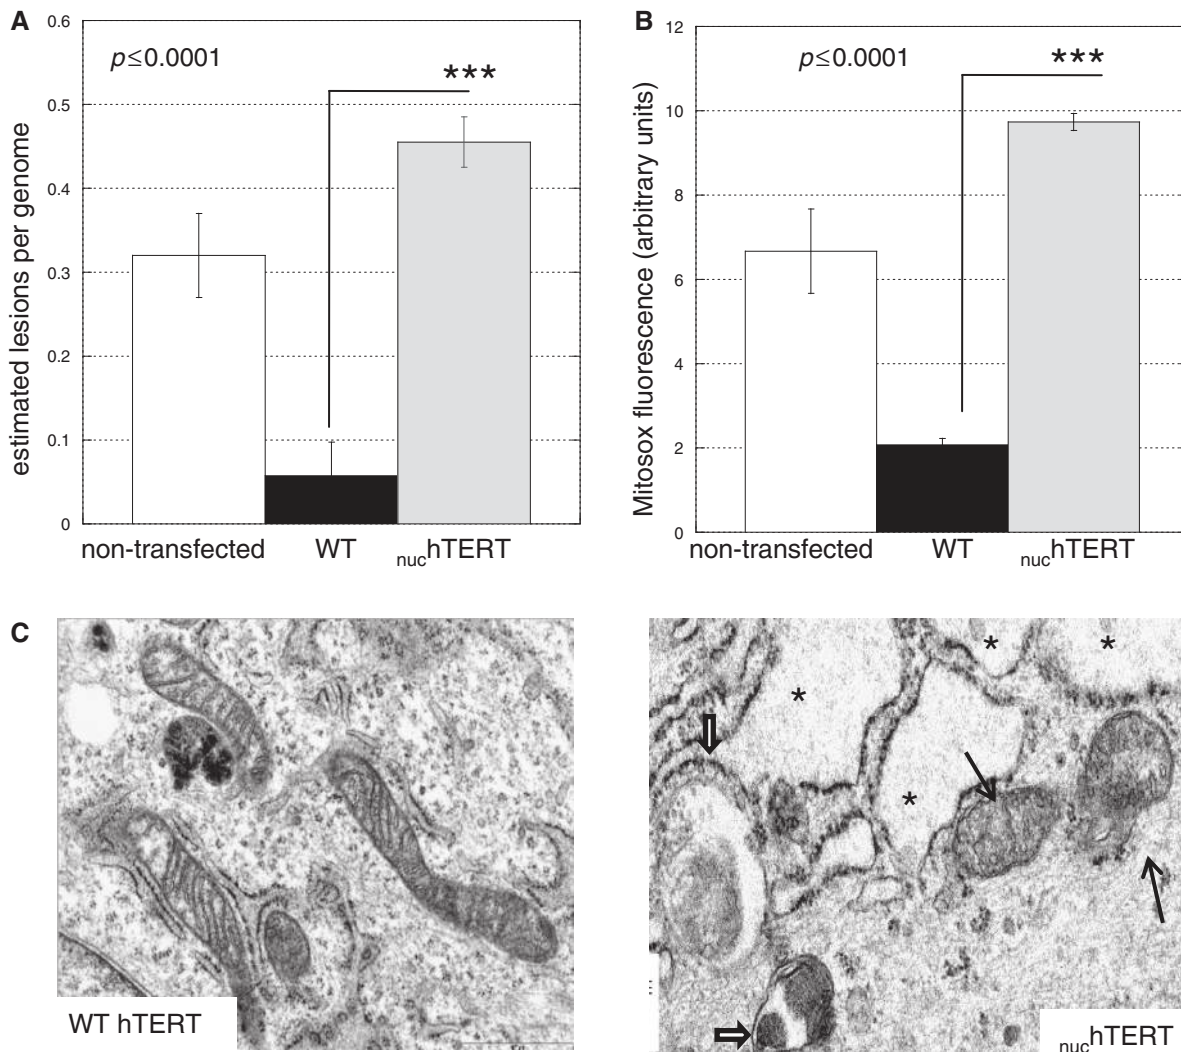 A
p≤0.0001
***
estimated lesions per genome
0.6
0.5
0.4
0.3
0.2
0.1
0
non-transfected WT nuchTERT
B
p≤0.0001
***
Mitosox fluorescence (arbitrary units)
12
10
8
6
4
2
0
non-transfected WT nuchTERT
C
WT hTERT
* * *
*
nuchTERT